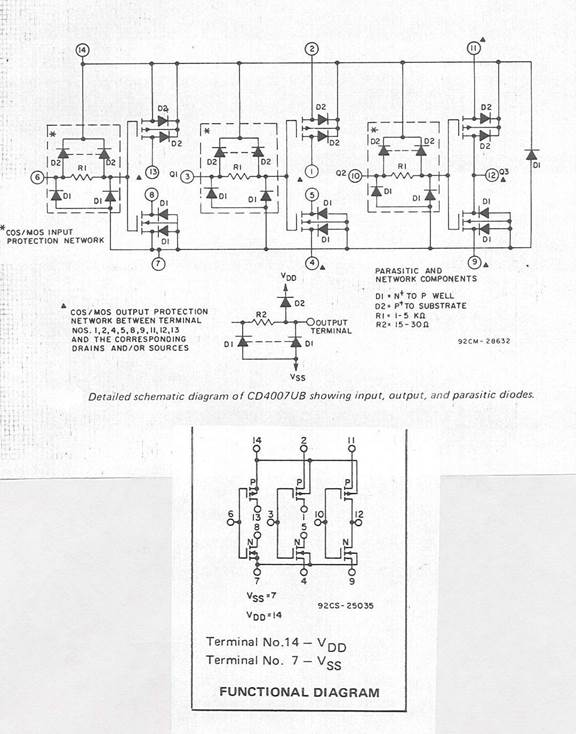 14
2
11 ▲
* D2 D2 D2
D2 R1 D2
6
D1 D1
13 ▲
8
D1
D1
7
D2
D2
* D2 D2
Q1 3 R1
D1 D1
1 ▲
5
D1
D1
4 ▲
D2
D2
* D2 D2
Q2 10 R1
D1 D1
12 Q3 ▲
D1
D1
D1
9 ▲
* COS/MOS INPUT
PROTECTION NETWORK
▲ COS/MOS OUTPUT PROTECTION
NETWORK BETWEEN TERMINAL
NOS. 1,2,4,5,8,9,11,12,13
AND THE CORRESPONDING
DRAINS AND/OR SOURCES
VDD
D2
R2
OUTPUT
TERMINAL
D1 D1
VSS
PARASITIC AND
NETWORK COMPONENTS
D1 = N+ TO P WELL
D2 = P+ TO SUBSTRATE
R1 = 1-5 KΩ
R2 = 15-30Ω
92CM-28632
Detailed schematic diagram of CD4007UB showing input, output, and parasitic diodes.
14 2 11
P P P
6 13 3 1 10 12
8 5
N N N
7 4 9
VSS=7
VDD=14
92CS-25035
Terminal No.14 – VDD
Terminal No. 7 – VSS
FUNCTIONAL DIAGRAM